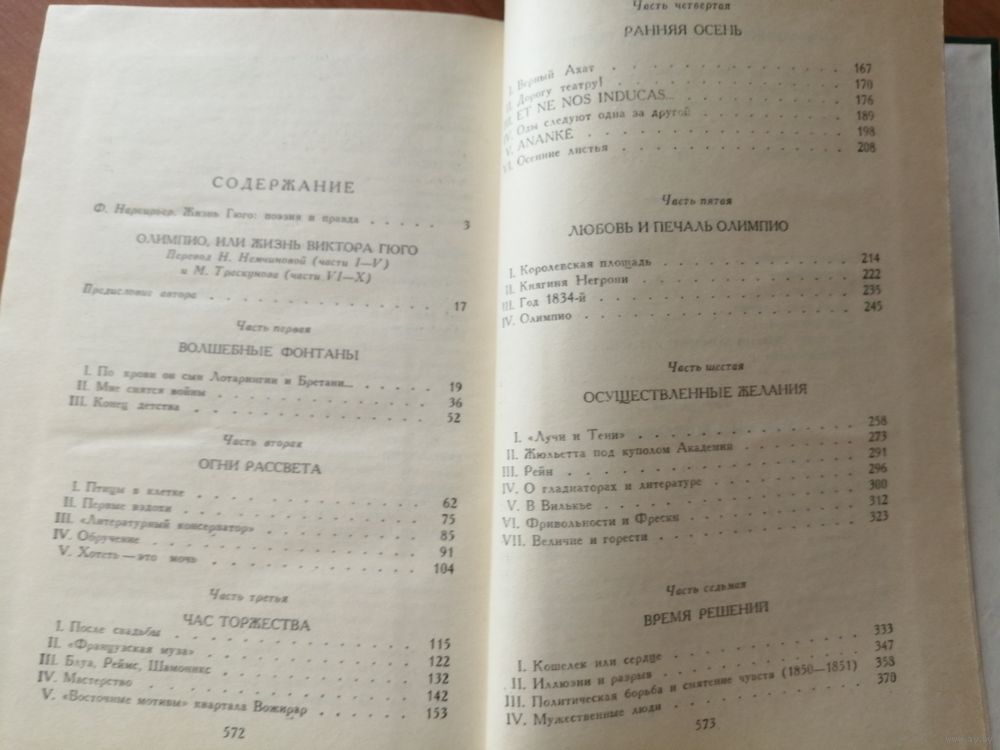 СОДЕРЖАНИЕ
Ф. Наркирьер. Жизнь Гюго: поэзия и правда . . . . . 3
ОЛИМПИО, ИЛИ ЖИЗНЬ ВИКТОРА ГЮГО
Перевод Н. Немчиновой (части I—V)
и М. Трескунова (части VI—X)
Предисловие автора . . . . . . . . . . . . . 17
Часть первая
ВОЛШЕБНЫЕ ФОНТАНЫ
I. По крови он сын Лотарингии и Бретани... . . . . . 19
II. Мне снятся войны . . . . . . . . . . . . 36
III. Конец детства . . . . . . . . . . . . . 52
Часть вторая
ОГНИ РАССВЕТА
I. Птицы в клетке . . . . . . . . . . . . 62
II. Первые вздохи . . . . . . . . . . . . 75
III. «Литературный консерватор» . . . . . . . . 85
IV. Обручение . . . . . . . . . . . . . 91
V. Хотеть — это мочь . . . . . . . . . . . 104
Часть третья
ЧАС ТОРЖЕСТВА
I. После свадьбы . . . . . . . . . . . . 115
II. «Французская муза» . . . . . . . . . . 122
III. Блуа, Реймс, Шамоникс . . . . . . . . . 132
IV. Мастерство . . . . . . . . . . . . . 142
V. «Восточные мотивы» квартала Вожирар . . . . . 153
572
Часть четвертая
РАННЯЯ ОСЕНЬ
I. Верный Ахат . . . . . . . . . . . . . 167
II. Дорогу театру! . . . . . . . . . . . . 170
III. ET NE NOS INDUCAS... . . . . . . . . . 176
IV. Оды следуют одна за другой . . . . . . . . 189
V. ANANKÊ . . . . . . . . . . . . . 198
VI. Осенние листья . . . . . . . . . . . . 208
Часть пятая
ЛЮБОВЬ И ПЕЧАЛЬ ОЛИМПИО
I. Королевская площадь . . . . . . . . . . 214
II. Княгиня Негрони . . . . . . . . . . . 222
III. Год 1834-й . . . . . . . . . . . . . 235
IV. Олимпио . . . . . . . . . . . . . . 245
Часть шестая
ОСУЩЕСТВЛЕННЫЕ ЖЕЛАНИЯ
I. «Лучи и Тени» . . . . . . . . . . . . 258
II. Жюльетта под куполом Академии . . . . . . . 273
III. Рейн . . . . . . . . . . . . . . . 291
IV. О гладиаторах и литературе . . . . . . . . 296
V. В Вилькье . . . . . . . . . . . . . 300
VI. Фривольности и Фрески . . . . . . . . . 312
VII. Величие и горести . . . . . . . . . . . 323
Часть седьмая
ВРЕМЯ РЕШЕНИЙ
I. Кошелек или сердце . . . . . . . . . . 333
II. Иллюзии и разрыв . . . . . . . . . . . 347
III. Политическая борьба и смятение чувств (1850—1851) 358
IV. Мужественные люди . . . . . . . . . . 370
573